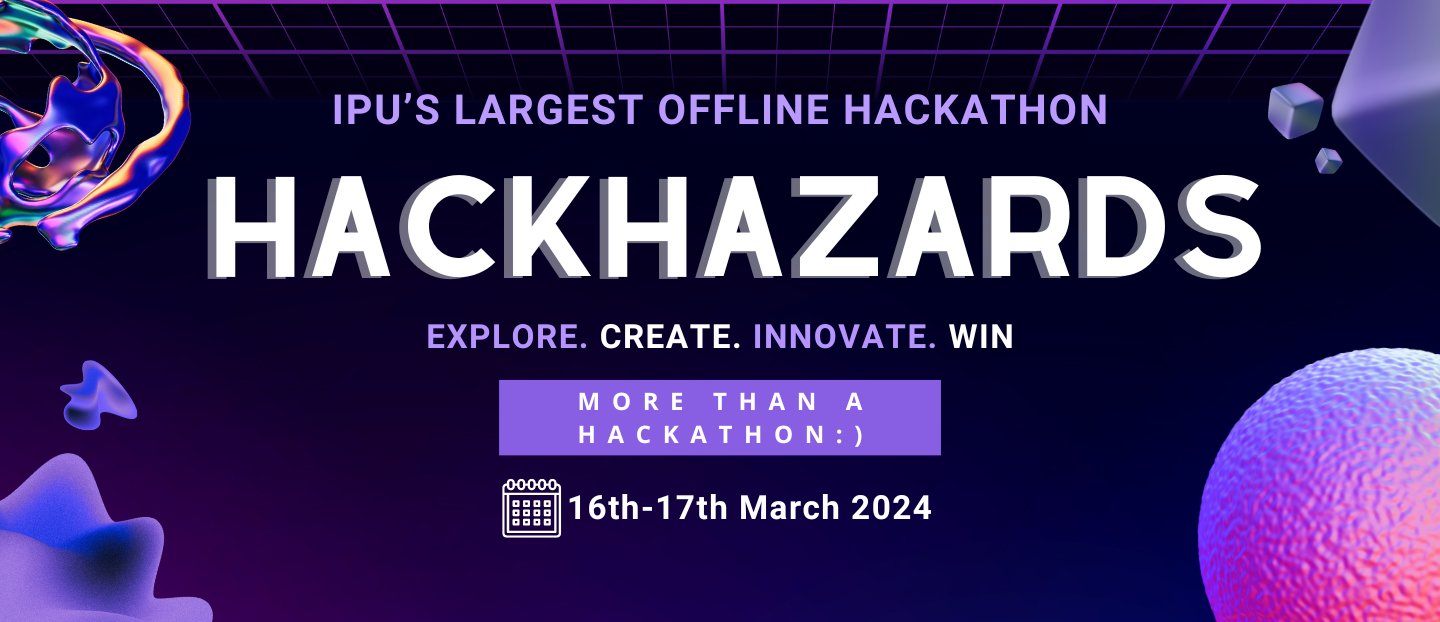 IPU’S LARGEST OFFLINE HACKATHON
HACKHAZARDS
EXPLORE. CREATE. INNOVATE. WIN
MORE THAN A
HACKATHON:)
16th-17th March 2024